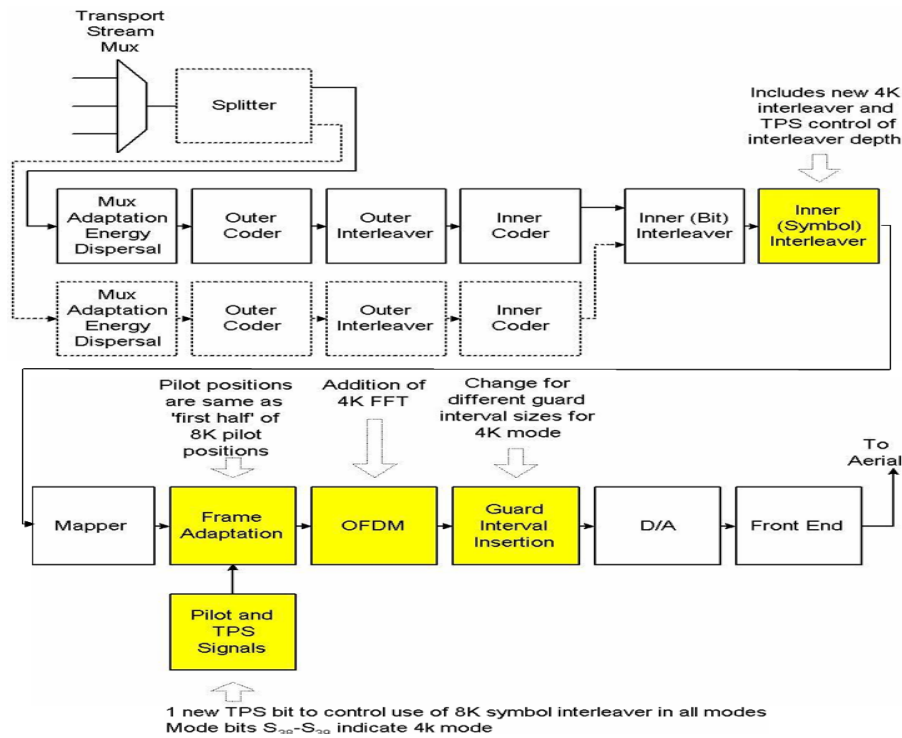 Transport
Stream
Mux
Splitter
Includes new 4K
interleaver and
TPS control of
interleaver depth
Mux
Adaptation
Energy
Dispersal
Outer
Coder
Outer
Interleaver
Inner
Coder
Inner (Bit)
Interleaver
Inner
(Symbol)
Interleaver
Mux
Adaptation
Energy
Dispersal
Outer
Coder
Outer
Interleaver
Inner
Coder
Pilot positions
are same as
'first half' of
8K pilot
positions
Addition of
4K FFT
Change for
different guard
interval sizes for
4K mode
To
Aerial
Mapper
Frame
Adaptation
OFDM
Guard
Interval
Insertion
D/A
Front End
Pilot and
TPS
Signals
1 new TPS bit to control use of 8K symbol interleaver in all modes
Mode bits S38-S39 indicate 4k mode